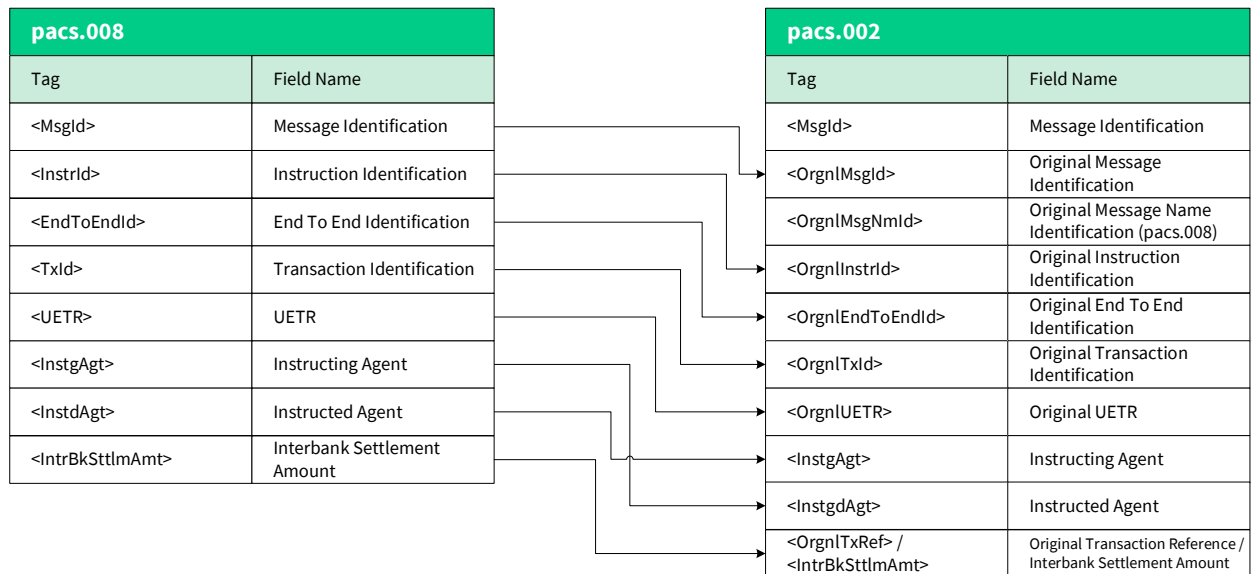 pacs.008
Tag Field Name
<MsgId> Message Identification
<InstrId> Instruction Identification
<EndToEndId> End To End Identification
<TxId> Transaction Identification
<UETR> UETR
<InstgAgt> Instructing Agent
<InstdAgt> Instructed Agent
<IntrBkSttlmAmt> Interbank Settlement
Amount
pacs.002
Tag Field Name
<MsgId> Message Identification
<OrgnlMsgId> Original Message
Identification
<OrgnlMsgNmId> Original Message Name
Identification (pacs.008)
<OrgnlInstrId> Original Instruction
Identification
<OrgnlEndToEndId> Original End To End
Identification
<OrgnlTxId> Original Transaction
Identification
<OrgnlUETR> Original UETR
<InstgAgt> Instructing Agent
<InstgdAgt> Instructed Agent
<OrgnlTxRef> / Original Transaction Reference /
<IntrBkSttlmAmt> Interbank Settlement Amount